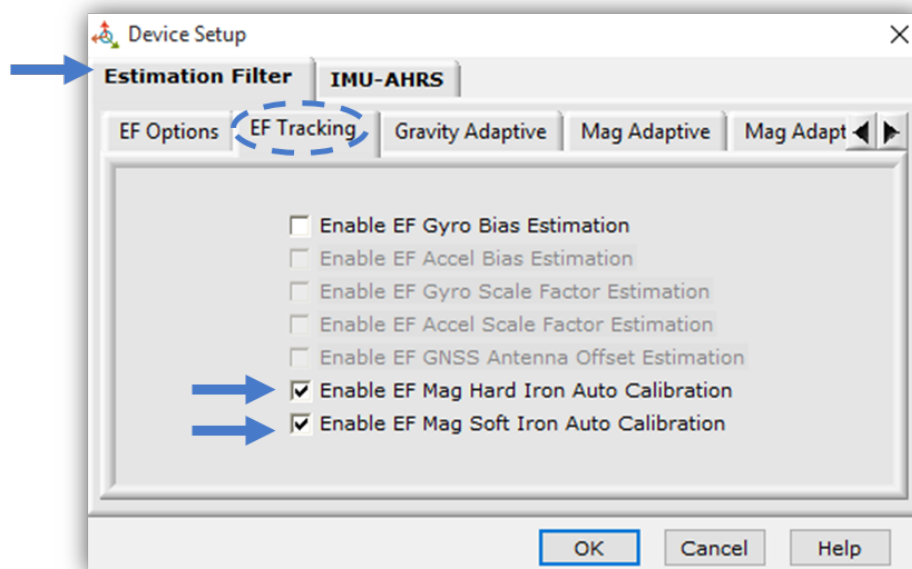 Device Setup
Estimation Filter
IMU-AHRS
EF Options
EF Tracking
Gravity Adaptive
Mag Adaptive
Mag Adapt
Enable EF Gyro Bias Estimation
Enable EF Accel Bias Estimation
Enable EF Gyro Scale Factor Estimation
Enable EF Accel Scale Factor Estimation
Enable EF GNSS Antenna Offset Estimation
Enable EF Mag Hard Iron Auto Calibration
Enable EF Mag Soft Iron Auto Calibration
OK
Cancel
Help